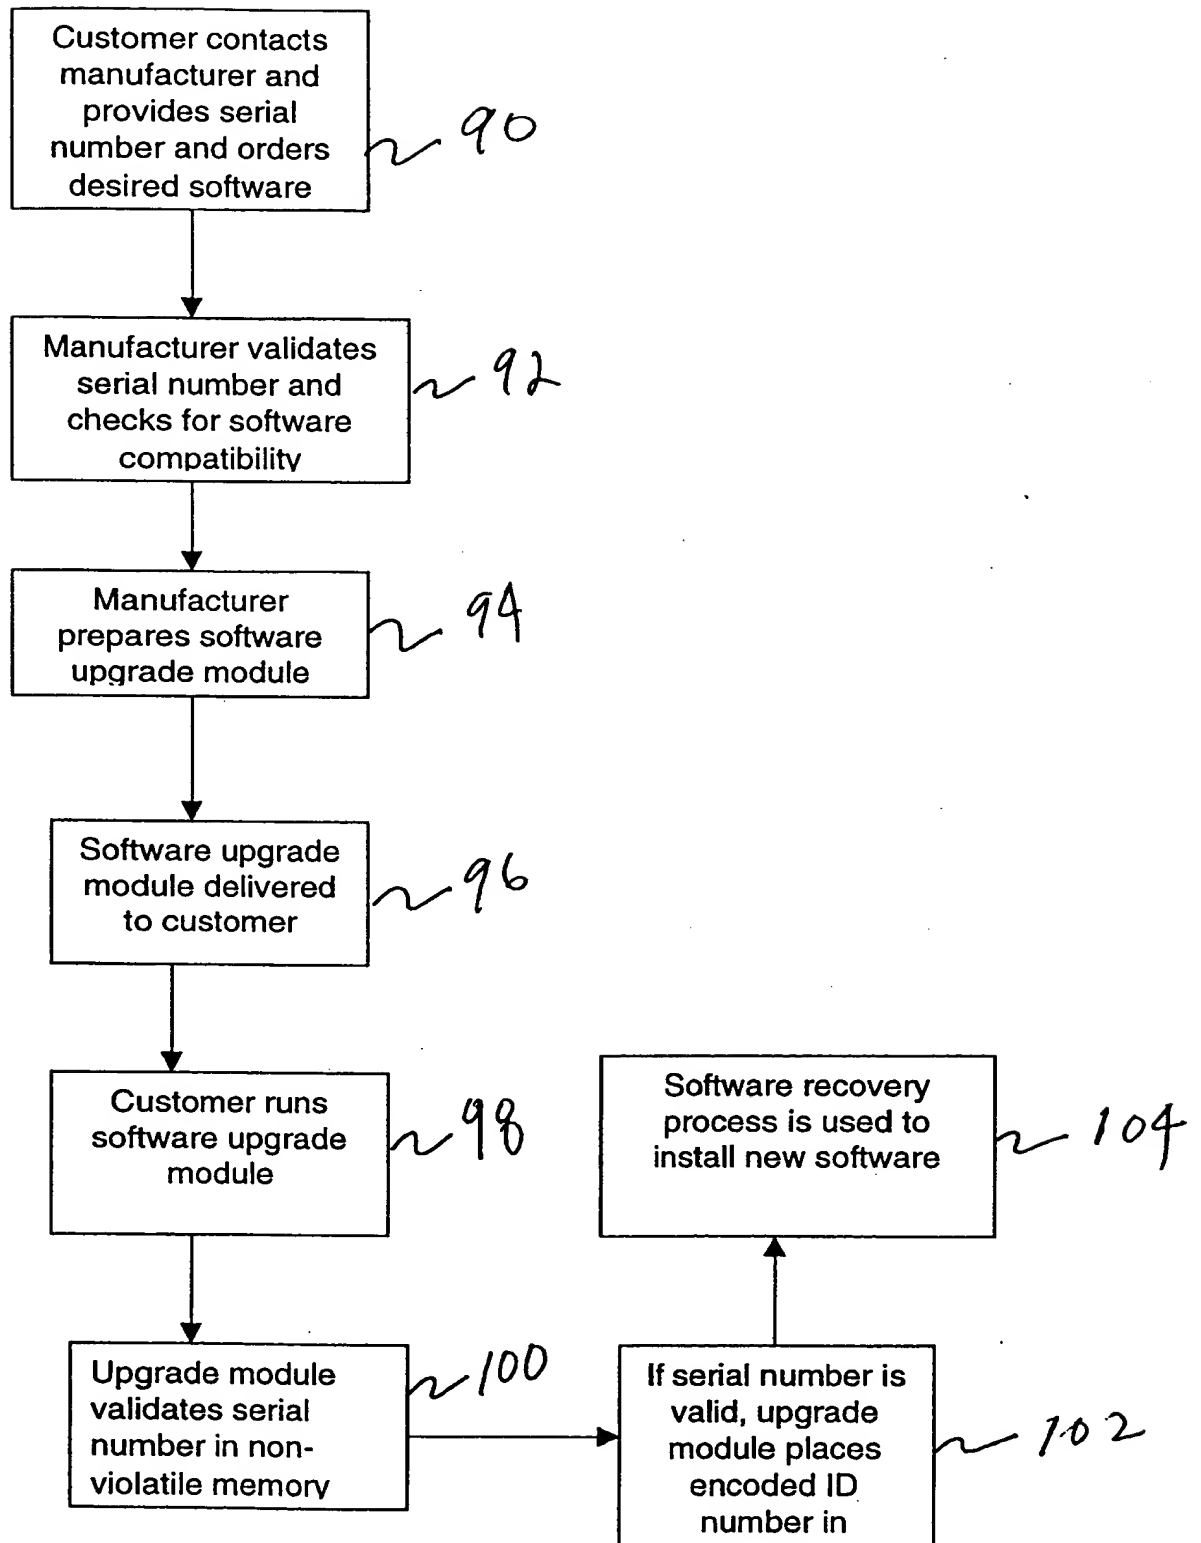 Customer contacts
manufacturer and
provides serial
number and orders
desired software
90
Manufacturer validates
serial number and
checks for software
compatibility
92
Manufacturer
prepares software
upgrade module
94
Software upgrade
module delivered
to customer
96
Customer runs
software upgrade
module
98
Upgrade module
validates serial
number in non-
violatile memory
100
If serial number is
valid, upgrade
module places
encoded ID
number in
102
Software recovery
process is used to
install new software
104